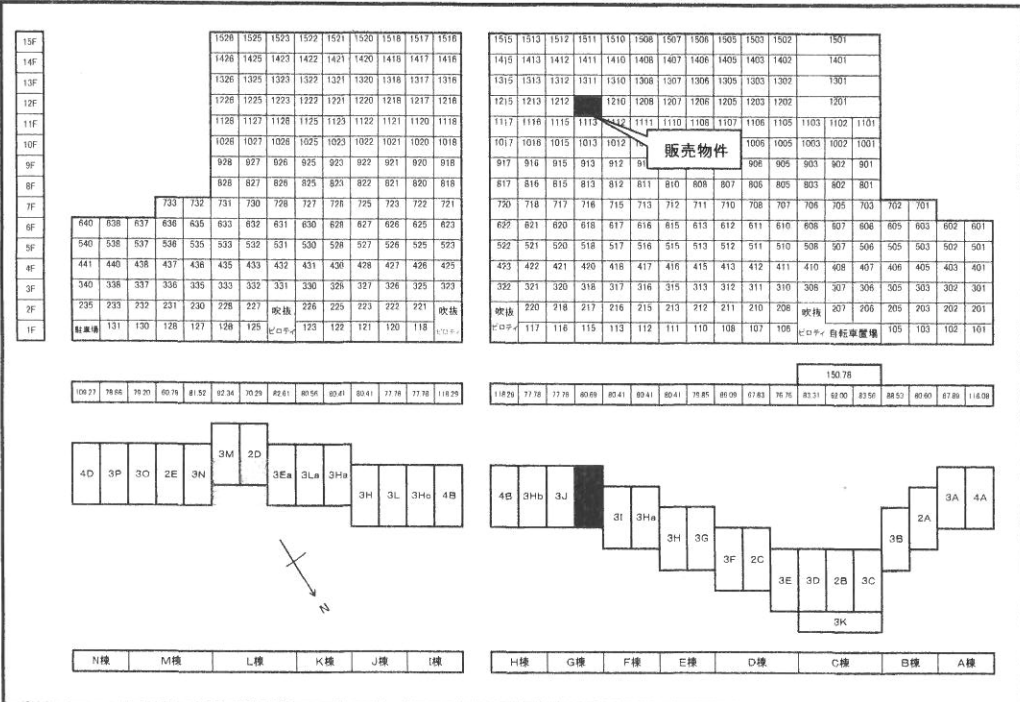 15F 1526 1525 1523 1522 1521 1520 1518 1517 1516 1515 1513 1512 1511 1510 1508 1507 1506 1505 1503 1502 1501
14F 1426 1425 1423 1422 1421 1420 1418 1417 1416 1415 1413 1412 1411 1410 1408 1407 1406 1405 1403 1402 1401
13F 1326 1325 1323 1322 1321 1320 1318 1317 1316 1315 1313 1312 1311 1310 1308 1307 1306 1305 1303 1302 1301
12F 1226 1225 1223 1222 1221 1220 1218 1217 1216 1215 1213 1212 1210 1208 1207 1206 1205 1203 1202 1201
11F 1128 1127 1126 1125 1123 1122 1121 1120 1118 1117 1116 1115 1113 1112 1111 1110 1108 1107 1106 1105 1103 1102 1101
10F 1028 1027 1026 1025 1023 1022 1021 1020 1018 1017 1016 1015 1013 1012 1006 1005 1003 1002 1001
販売物件
9F 928 927 926 925 923 922 921 920 918 917 916 915 913 912 906 905 903 902 901
8F 828 827 826 825 823 822 821 820 818 817 816 815 813 812 811 810 808 807 806 805 803 802 801
7F 733 732 731 730 728 727 726 725 723 722 721 720 718 717 716 715 713 712 711 710 708 707 706 705 703 702 701
6F 640 638 637 636 635 633 632 631 630 628 627 626 625 623 622 621 620 618 617 616 615 613 612 611 610 608 607 606 605 603 602 601
5F 540 538 537 536 535 533 532 531 530 528 527 526 525 523 522 521 520 518 517 516 515 513 512 511 510 508 507 506 505 503 502 501
4F 441 440 438 437 436 435 433 432 431 430 428 427 426 425 423 422 421 420 418 417 416 415 413 412 411 410 408 407 406 405 403 401
3F 340 338 337 336 335 333 332 331 330 328 327 326 325 323 322 321 320 318 317 316 315 313 312 311 310 308 307 306 305 303 302 301
2F 235 233 232 231 230 228 227 吹抜 226 225 223 222 221 吹抜 吹抜 220 218 217 216 215 213 212 211 210 208 吹抜 207 206 205 203 202 201
1F 駐車場 131 130 128 127 126 125 ピロティ 123 122 121 120 118 ピロティ ピロティ 117 116 115 113 112 111 110 108 107 106 ピロティ 自転車置場 105 103 102 101
150.78
109.27 78.66 79.20 60.79 81.52 92.34 70.29 82.61 80.56 80.41 80.41 77.78 77.78 118.29 118.29 77.78 77.78 80.69 80.41 80.41 80.41 79.85 67.83 76.76 83.31 62.00 83.56 88.53 60.60 67.89 116.08
4D 3P 3O 2E 3N 3M 2D 3Ea 3La 3Ha 3H 3L 3Hc 4B 4B 3Hb 3J 3I 3Ha 3H 3G 3F 2C 3E 3D 2B 3C 3B 2A 3A 4A
3K
N
N棟 M棟 L棟 K棟 J棟 I棟 H棟 G棟 F棟 E棟 D棟 C棟 B棟 A棟